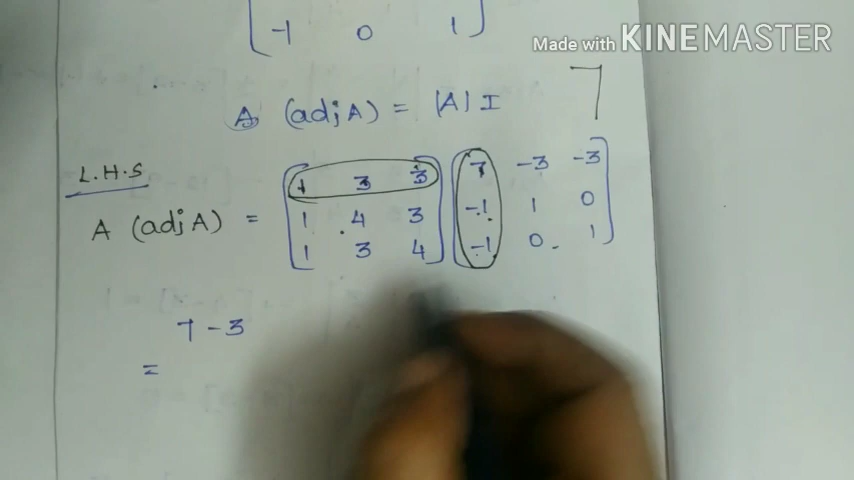 Made with KINEMASTER
-1 0 1
A (adj A) = |A| I 7
L.H.S
A (adj A) = [1 3 3] [7 -3 -3]
[1 4 3] [-1 1 0]
[1 3 4] [-1 0 1]
7 - 3
=